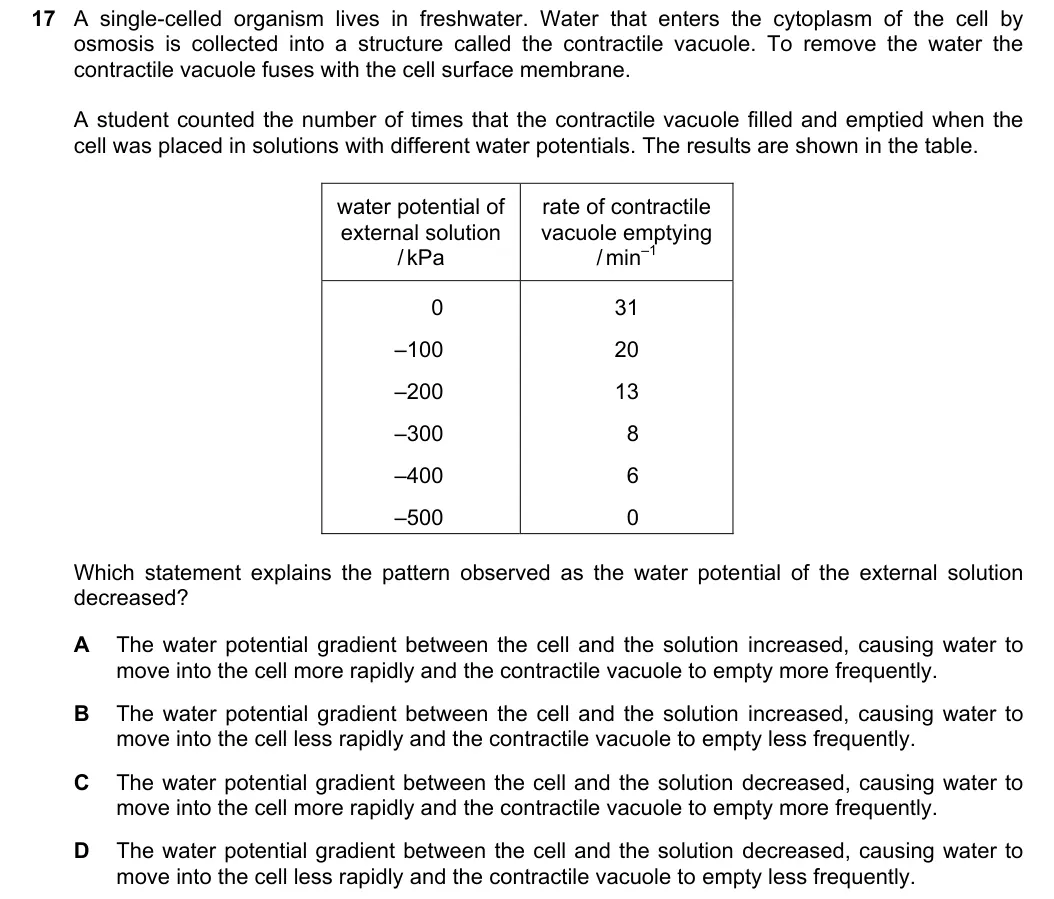 17 A single-celled organism lives in freshwater. Water that enters the cytoplasm of the cell by
osmosis is collected into a structure called the contractile vacuole. To remove the water the
contractile vacuole fuses with the cell surface membrane.
A student counted the number of times that the contractile vacuole filled and emptied when the
cell was placed in solutions with different water potentials. The results are shown in the table.
water potential of external solution / kPa | rate of contractile vacuole emptying / min⁻¹
0 31
–100 20
–200 13
–300 8
–400 6
–500 0
Which statement explains the pattern observed as the water potential of the external solution
decreased?
A The water potential gradient between the cell and the solution increased, causing water to
move into the cell more rapidly and the contractile vacuole to empty more frequently.
B The water potential gradient between the cell and the solution increased, causing water to
move into the cell less rapidly and the contractile vacuole to empty less frequently.
C The water potential gradient between the cell and the solution decreased, causing water to
move into the cell more rapidly and the contractile vacuole to empty more frequently.
D The water potential gradient between the cell and the solution decreased, causing water to
move into the cell less rapidly and the contractile vacuole to empty less frequently.